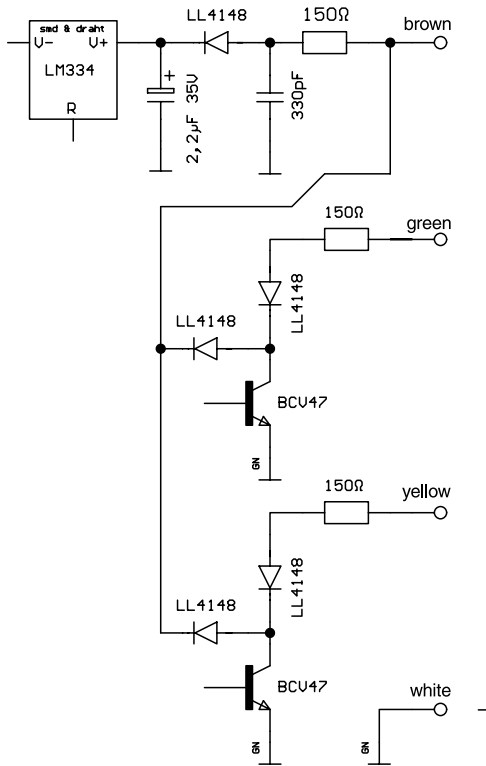 smd & draht
V- V+
LM334
R
LL4148
150Ω
brown
+
2,2µF 35V
330pF
150Ω
green
LL4148
LL4148
BCV47
GN
150Ω
yellow
LL4148
LL4148
BCV47
GN
white
GN